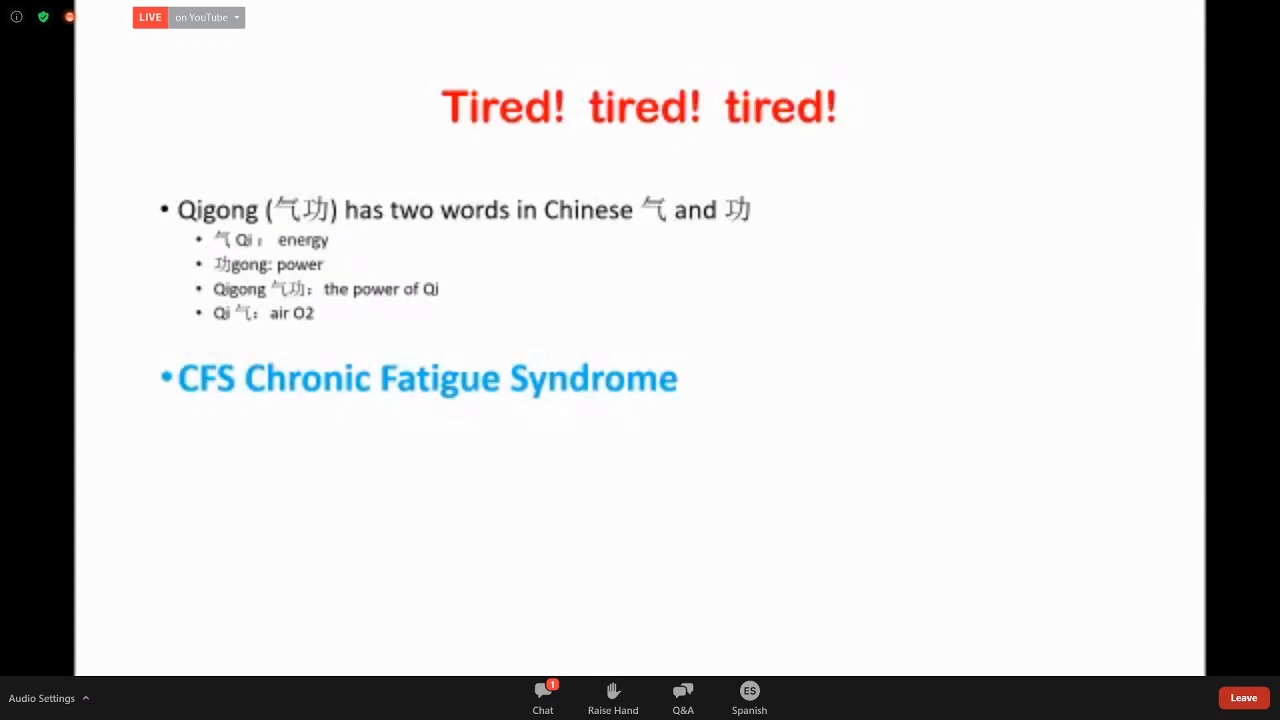 LIVE on YouTube
Tired! tired! tired!
• Qigong (气功) has two words in Chinese 气 and 功
• 气 Qi： energy
• 功gong: power
• Qigong 气功：the power of Qi
• Qi 气：air O2
•CFS Chronic Fatigue Syndrome
Audio Settings
1
Chat
Raise Hand
Q&A
ES
Spanish
Leave